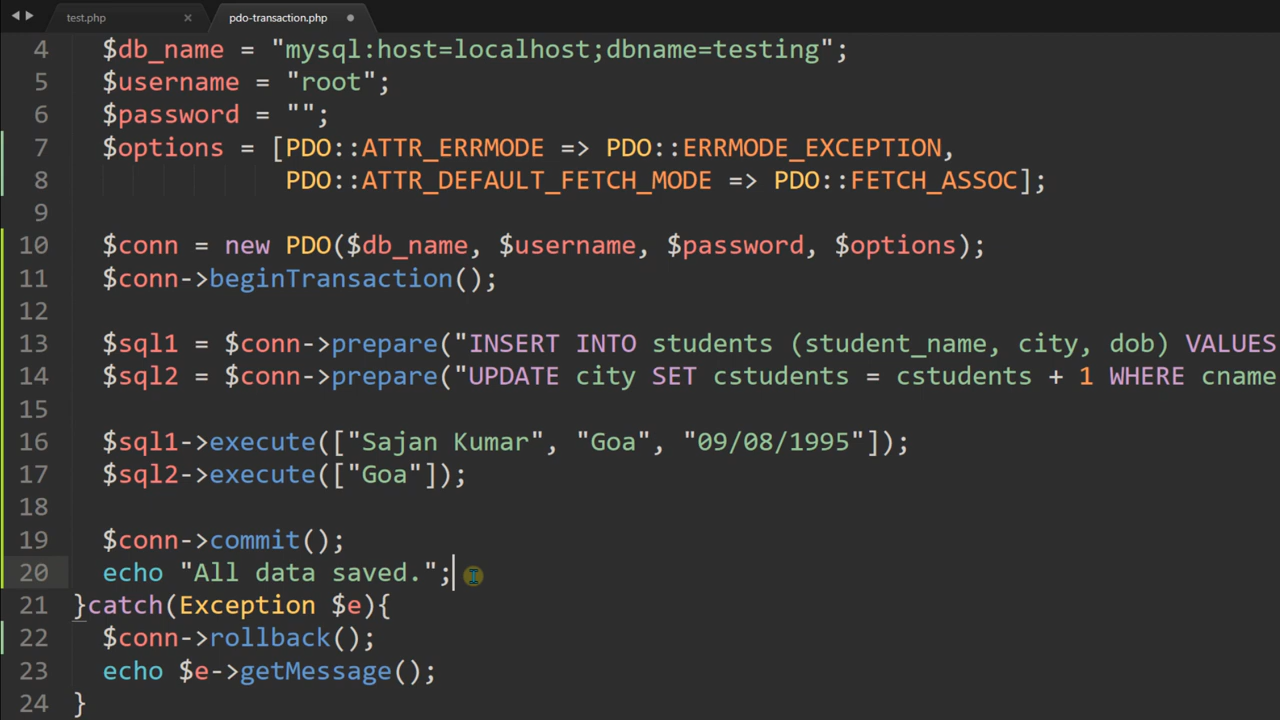 test.php × pdo-transaction.php
4 $db_name = "mysql:host=localhost;dbname=testing";
5 $username = "root";
6 $password = "";
7 $options = [PDO::ATTR_ERRMODE => PDO::ERRMODE_EXCEPTION,
8 PDO::ATTR_DEFAULT_FETCH_MODE => PDO::FETCH_ASSOC];
9
10 $conn = new PDO($db_name, $username, $password, $options);
11 $conn->beginTransaction();
12
13 $sql1 = $conn->prepare("INSERT INTO students (student_name, city, dob) VALUES
14 $sql2 = $conn->prepare("UPDATE city SET cstudents = cstudents + 1 WHERE cname
15
16 $sql1->execute(["Sajan Kumar", "Goa", "09/08/1995"]);
17 $sql2->execute(["Goa"]);
18
19 $conn->commit();
20 echo "All data saved.";
21 }catch(Exception $e){
22 $conn->rollback();
23 echo $e->getMessage();
24 }